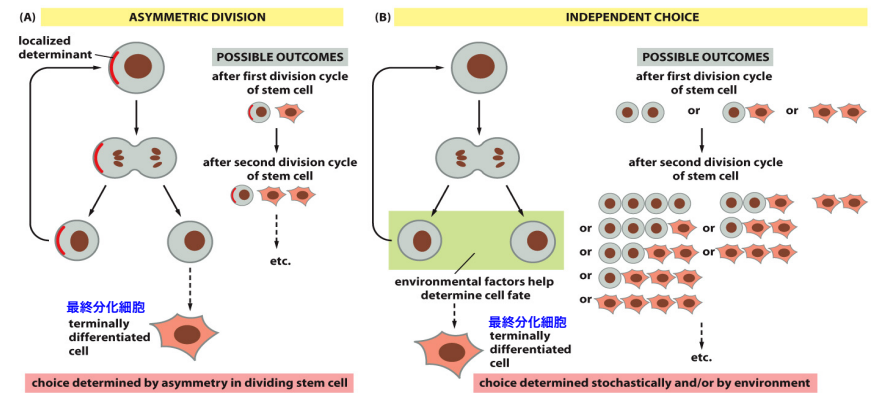 (A) ASYMMETRIC DIVISION
localized
determinant
POSSIBLE OUTCOMES
after first division cycle
of stem cell
after second division cycle
of stem cell
etc.
最終分化細胞
terminally
differentiated
cell
choice determined by asymmetry in dividing stem cell
(B) INDEPENDENT CHOICE
POSSIBLE OUTCOMES
after first division cycle
of stem cell
or or
after second division cycle
of stem cell
or or
or or
or
or
etc.
environmental factors help
determine cell fate
最終分化細胞
terminally
differentiated
cell
choice determined stochastically and/or by environment